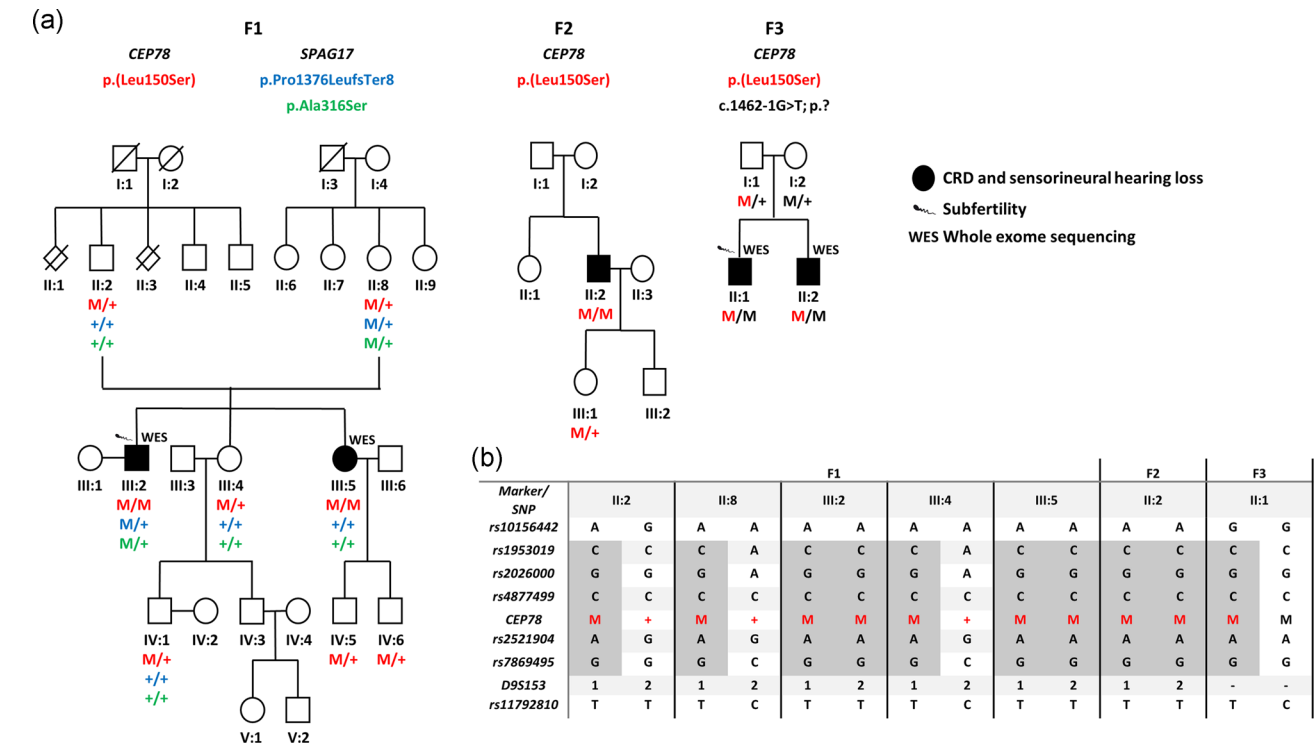 (a)
F1 F2 F3
CEP78 SPAG17 CEP78 CEP78
p.(Leu150Ser) p.Pro1376LeufsTer8 p.(Leu150Ser) p.(Leu150Ser)
p.Ala316Ser c.1462-1G>T; p.?
I:1 I:2 I:3 I:4
II:1 II:2 II:3 II:4 II:5 II:6 II:7 II:8 II:9
M/+ M/+
+/+ M/+
+/+ M/+
WES WES
III:1 III:2 III:3 III:4 III:5 III:6
M/M M/+ M/M
M/+ +/+ +/+
M/+ +/+ +/+
IV:1 IV:2 IV:3 IV:4 IV:5 IV:6
M/+ M/+ M/+
+/+
+/+
V:1 V:2
I:1 I:2
II:1 II:2 II:3
M/M
III:1 III:2
M/+
I:1 I:2
M/+ M/+
WES WES
II:1 II:2
M/M M/M
CRD and sensorineural hearing loss
Subfertility
WES Whole exome sequencing
(b)
F1 F2 F3
Marker/
SNP II:2 II:8 III:2 III:4 III:5 II:2 II:1
rs10156442 A G A A A A A A A A A A G G
rs1953019 C C C A C C C A C C C C C C
rs2026000 G G G A G G G A G G G G G G
rs4877499 C C C C C C C C C C C C C C
CEP78 M + M + M M M + M M M M M M
rs2521904 A G A G A A A G A A A A A A
rs7869495 G G G C G G G C G G G G G G
D9S153 1 2 1 2 1 2 1 2 1 2 1 2 - -
rs11792810 T T T C T T T C T T T T T C